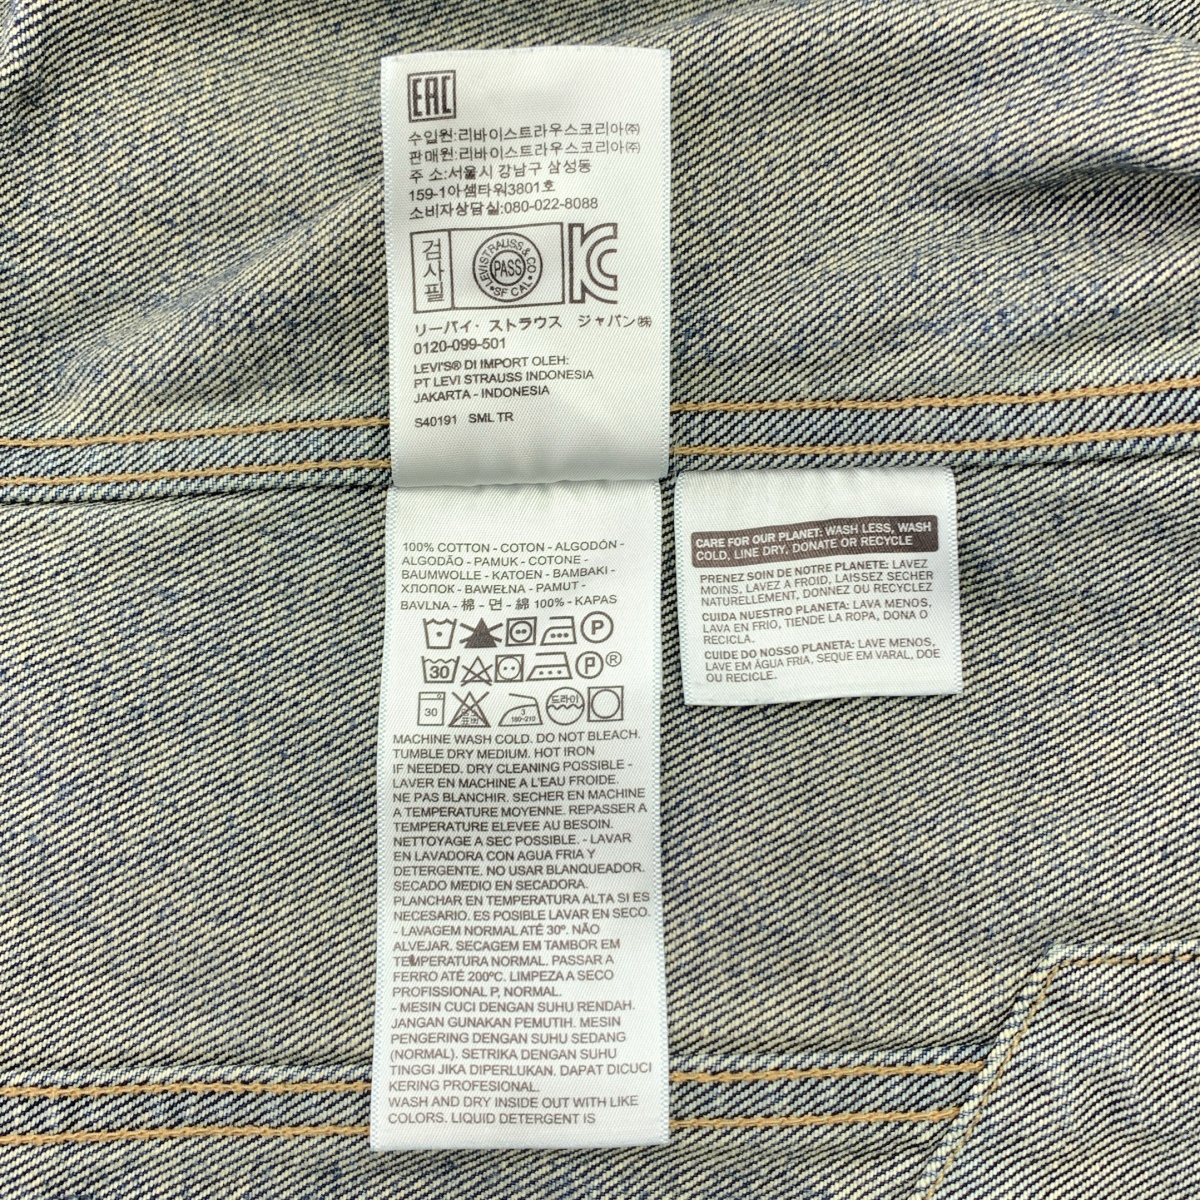 EAC
수입원:리바이스트라우스코리아㈜
판매원:리바이스트라우스코리아㈜
주 소:서울시 강남구 삼성동
159-1아셈타워3801호
소비자상담실:080-022-8088
검사필
LEVI STRAUSS & CO.
PASS
SF CAL
KC
リーバイ・ストラウス ジャパン㈱
0120-099-501
LEVI'S® DI IMPORT OLEH:
PT LEVI STRAUSS INDONESIA
JAKARTA - INDONESIA
S40191 SML TR
100% COTTON - COTON - ALGODÓN -
ALGODÃO - PAMUK - COTONE -
BAUMWOLLE - KATOEN - BAMBAKI -
ХЛОПОК - BAWEŁNA - PAMUT -
BAVLNA - 棉 - 면 - 綿 100% - KAPAS
P
30 P ®
30 3 180-210 드라이
MACHINE WASH COLD. DO NOT BLEACH.
TUMBLE DRY MEDIUM. HOT IRON
IF NEEDED. DRY CLEANING POSSIBLE -
LAVER EN MACHINE A L'EAU FROIDE.
NE PAS BLANCHIR. SECHER EN MACHINE
A TEMPERATURE MOYENNE. REPASSER A
TEMPERATURE ELEVEE AU BESOIN.
NETTOYAGE A SEC POSSIBLE. - LAVAR
EN LAVADORA CON AGUA FRIA Y
DETERGENTE. NO USAR BLANQUEADOR.
SECADO MEDIO EN SECADORA.
PLANCHAR EN TEMPERATURA ALTA SI ES
NECESARIO. ES POSIBLE LAVAR EN SECO.
- LAVAGEM NORMAL ATÉ 30º. NÃO
ALVEJAR. SECAGEM EM TAMBOR EM
TEMPERATURA NORMAL. PASSAR A
FERRO ATÉ 200ºC. LIMPEZA A SECO
PROFISSIONAL P, NORMAL.
- MESIN CUCI DENGAN SUHU RENDAH.
JANGAN GUNAKAN PEMUTIH. MESIN
PENGERING DENGAN SUHU SEDANG
(NORMAL). SETRIKA DENGAN SUHU
TINGGI JIKA DIPERLUKAN. DAPAT DICUCI
KERING PROFESIONAL.
WASH AND DRY INSIDE OUT WITH LIKE
COLORS. LIQUID DETERGENT IS
CARE FOR OUR PLANET: WASH LESS, WASH
COLD, LINE DRY, DONATE OR RECYCLE
PRENEZ SOIN DE NOTRE PLANETE: LAVEZ
MOINS, LAVEZ A FROID, LAISSEZ SECHER
NATURELLEMENT, DONNEZ OU RECYCLEZ
CUIDA NUESTRO PLANETA: LAVA MENOS,
LAVA EN FRIO, TIENDE LA ROPA, DONA O
RECICLA.
CUIDE DO NOSSO PLANETA: LAVE MENOS,
LAVE EM ÁGUA FRIA, SEQUE EM VARAL, DOE
OU RECICLE.